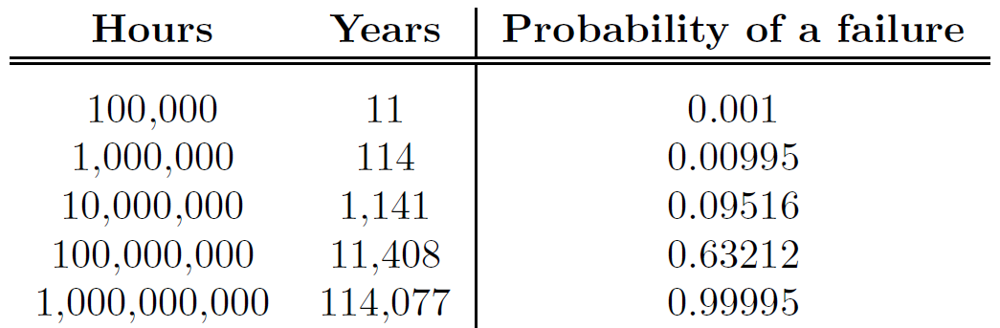 Hours Years Probability of a failure
100,000 11 0.001
1,000,000 114 0.00995
10,000,000 1,141 0.09516
100,000,000 11,408 0.63212
1,000,000,000 114,077 0.99995